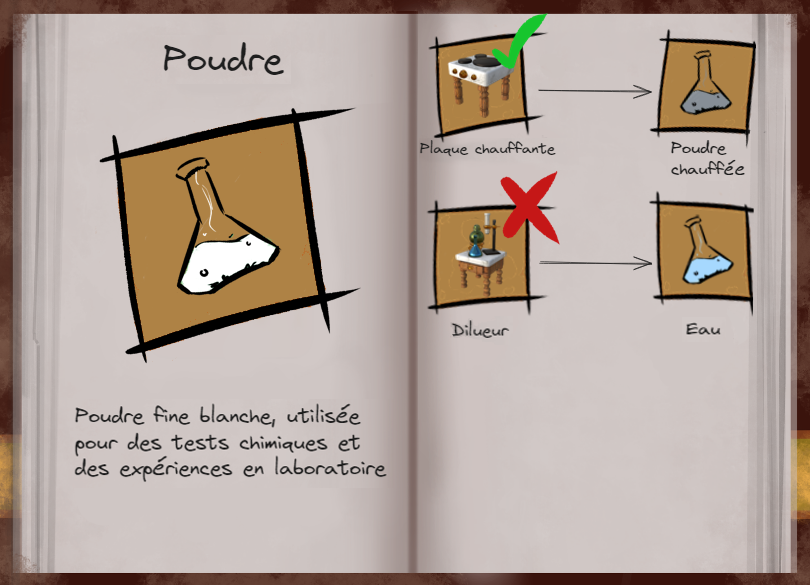 Poudre
Poudre fine blanche, utilisée
pour des tests chimiques et
des expériences en laboratoire
Plaque chauffante
Poudre
chauffée
Dilueur
Eau